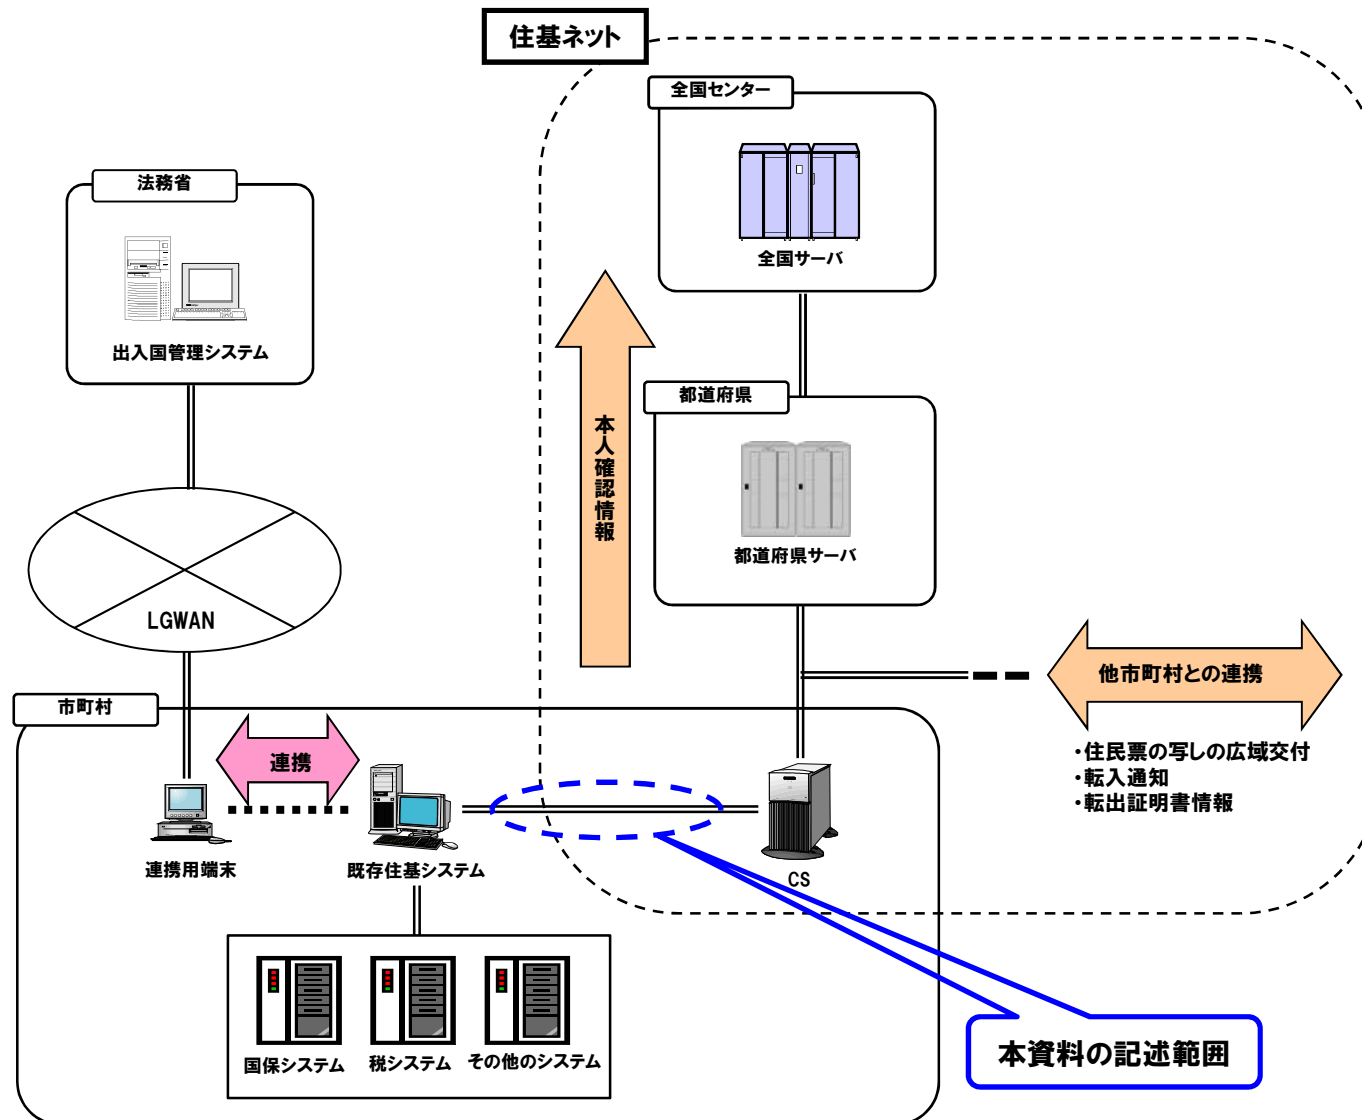 住基ネット
全国センター
全国サーバ
法務省
出入国管理システム
都道府県
都道府県サーバ
本人確認情報
LGWAN
他市町村との連携
・住民票の写しの広域交付
・転入通知
・転出証明書情報
市町村
連携
連携用端末
既存住基システム
CS
国保システム
税システム
その他のシステム
本資料の記述範囲